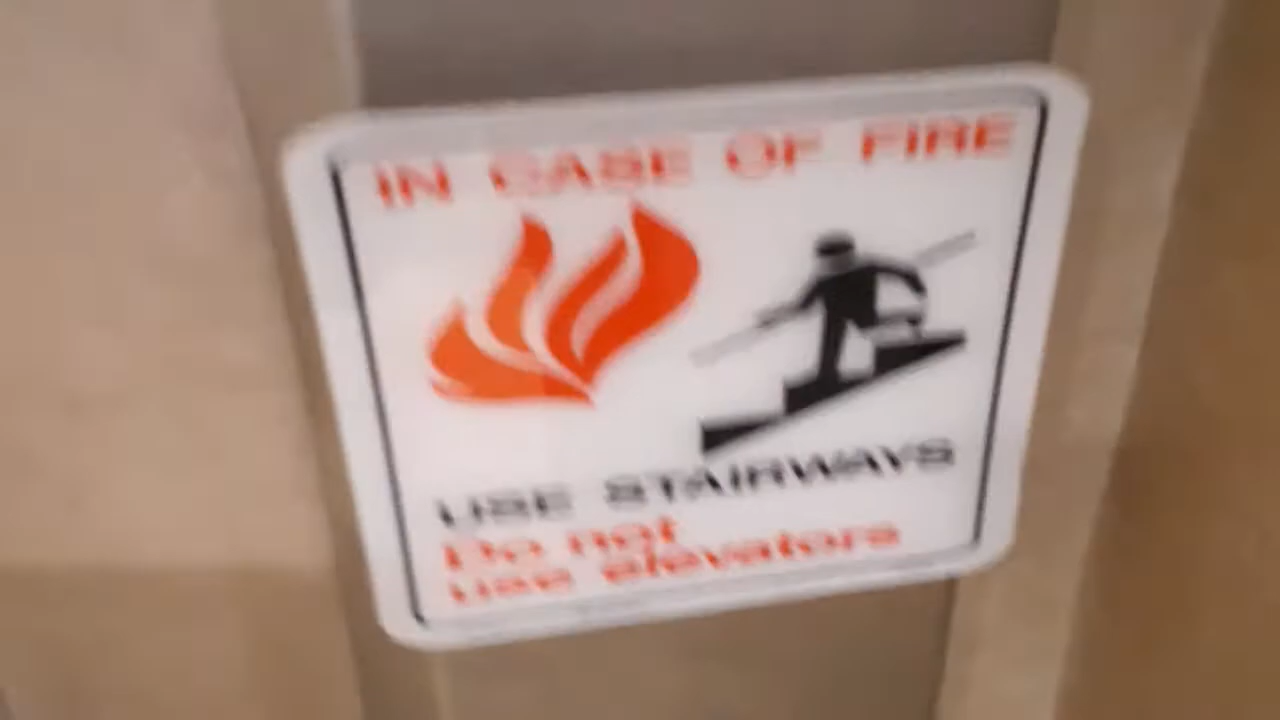 IN CASE OF FIRE
USE STAIRWAYS
Do not
use elevators